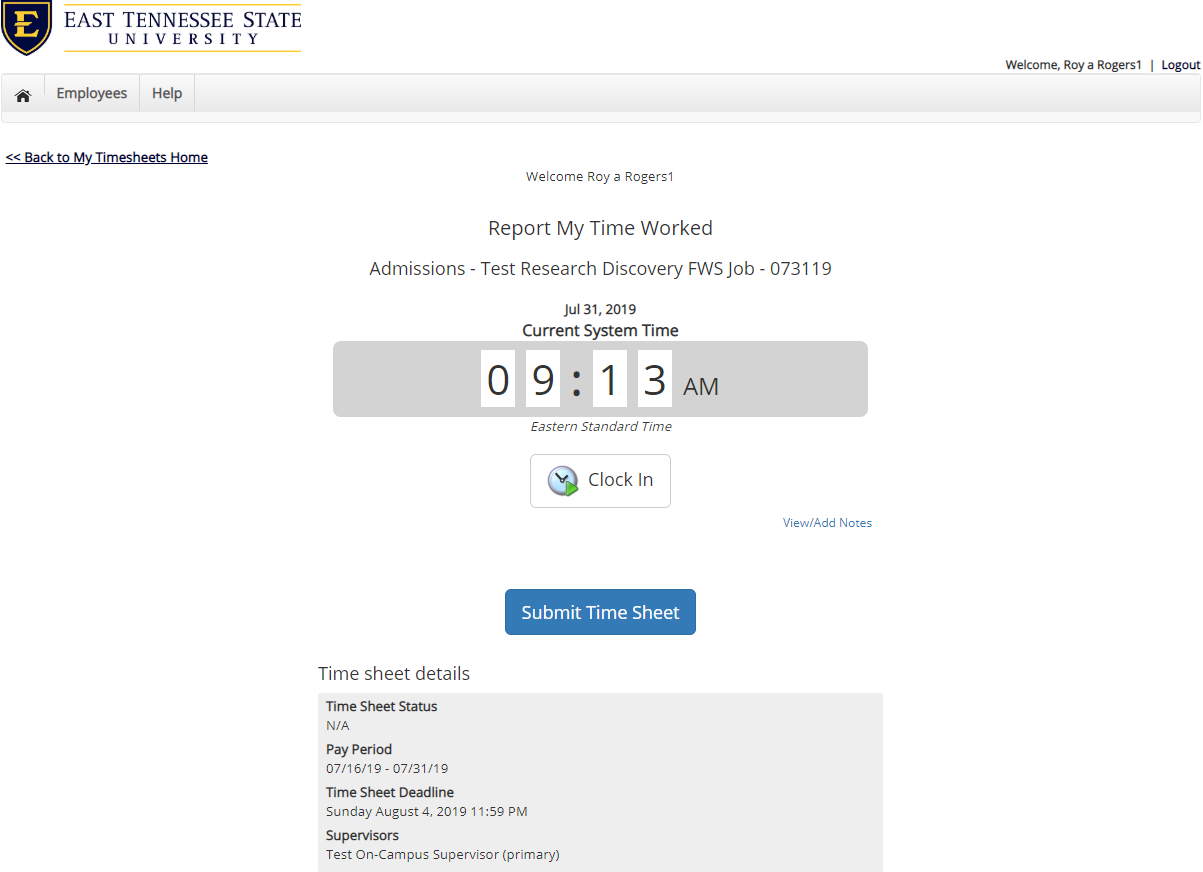 E
EAST TENNESSEE STATE
UNIVERSITY
Welcome, Roy a Rogers1 | Logout
Employees
Help
<< Back to My Timesheets Home
Welcome Roy a Rogers1
Report My Time Worked
Admissions - Test Research Discovery FWS Job - 073119
Jul 31, 2019
Current System Time
09:13 AM
Eastern Standard Time
Clock In
View/Add Notes
Submit Time Sheet
Time sheet details
Time Sheet Status
N/A
Pay Period
07/16/19 - 07/31/19
Time Sheet Deadline
Sunday August 4, 2019 11:59 PM
Supervisors
Test On-Campus Supervisor (primary)